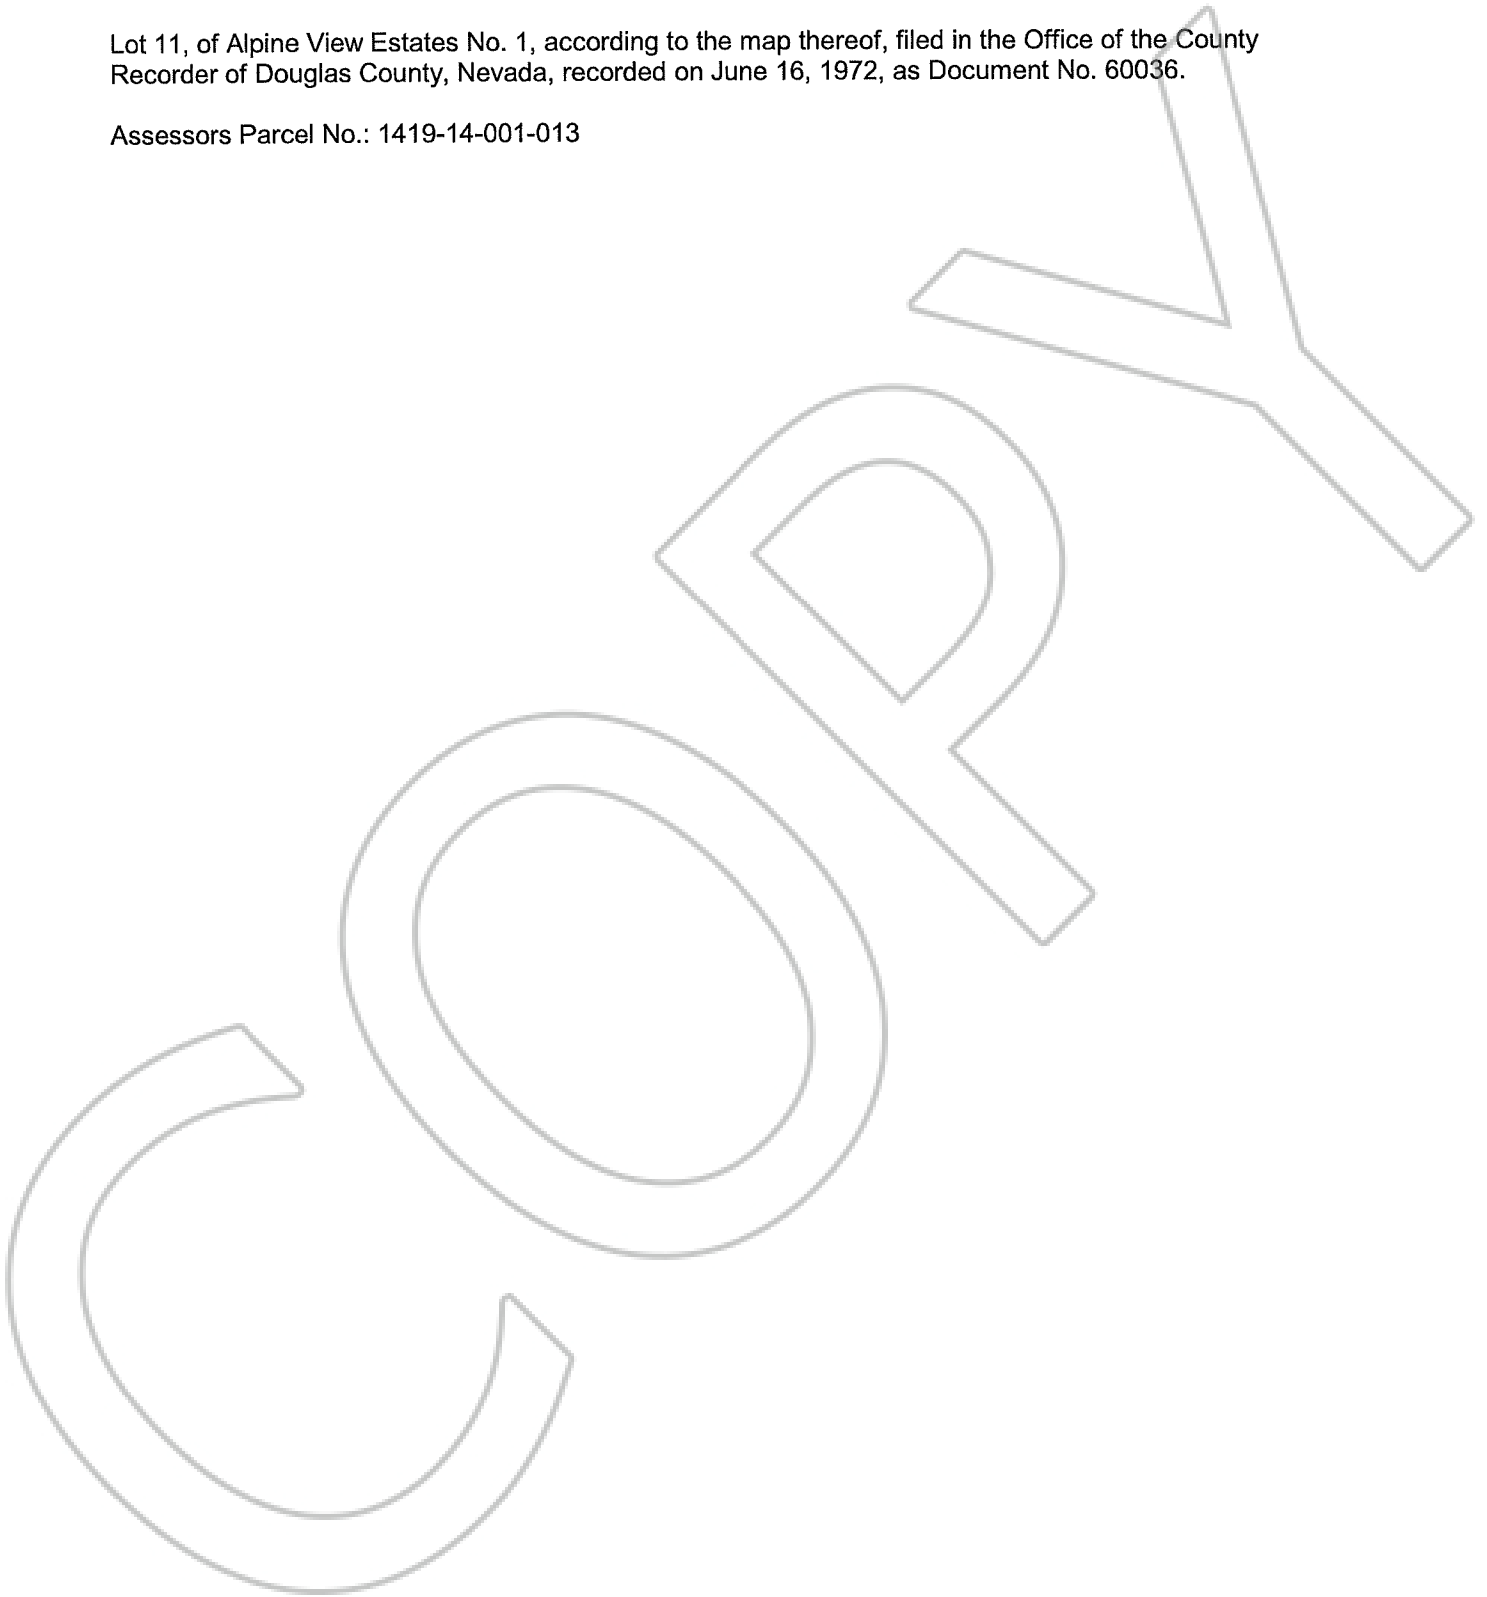 Lot 11, of Alpine View Estates No. 1, according to the map thereof, filed in the Office of the County
Recorder of Douglas County, Nevada, recorded on June 16, 1972, as Document No. 60036.
Assessors Parcel No.: 1419-14-001-013
COPY